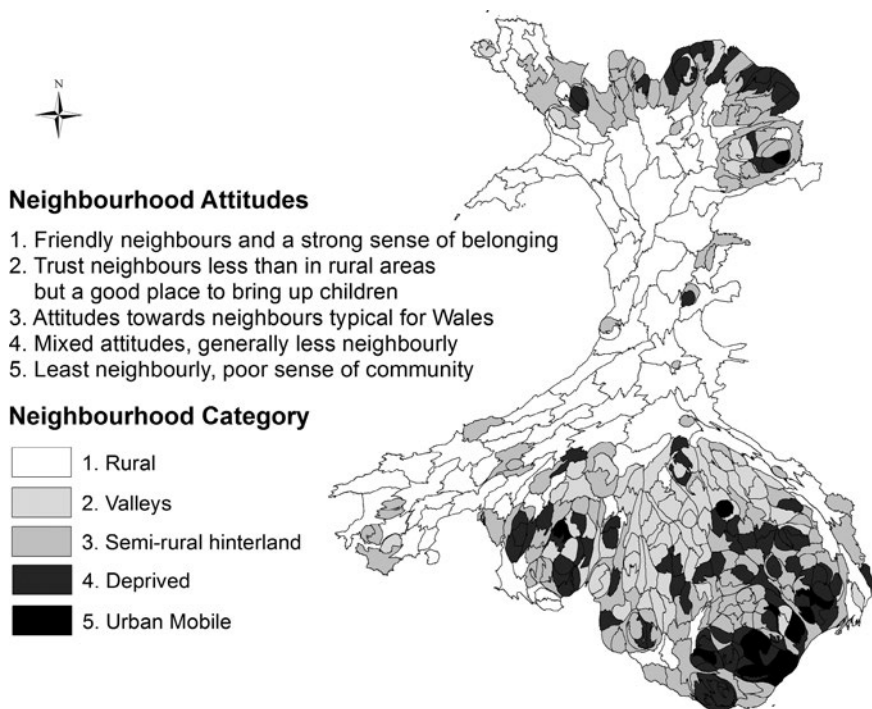 N
Neighbourhood Attitudes
1. Friendly neighbours and a strong sense of belonging
2. Trust neighbours less than in rural areas
but a good place to bring up children
3. Attitudes towards neighbours typical for Wales
4. Mixed attitudes, generally less neighbourly
5. Least neighbourly, poor sense of community
Neighbourhood Category
1. Rural
2. Valleys
3. Semi-rural hinterland
4. Deprived
5. Urban Mobile